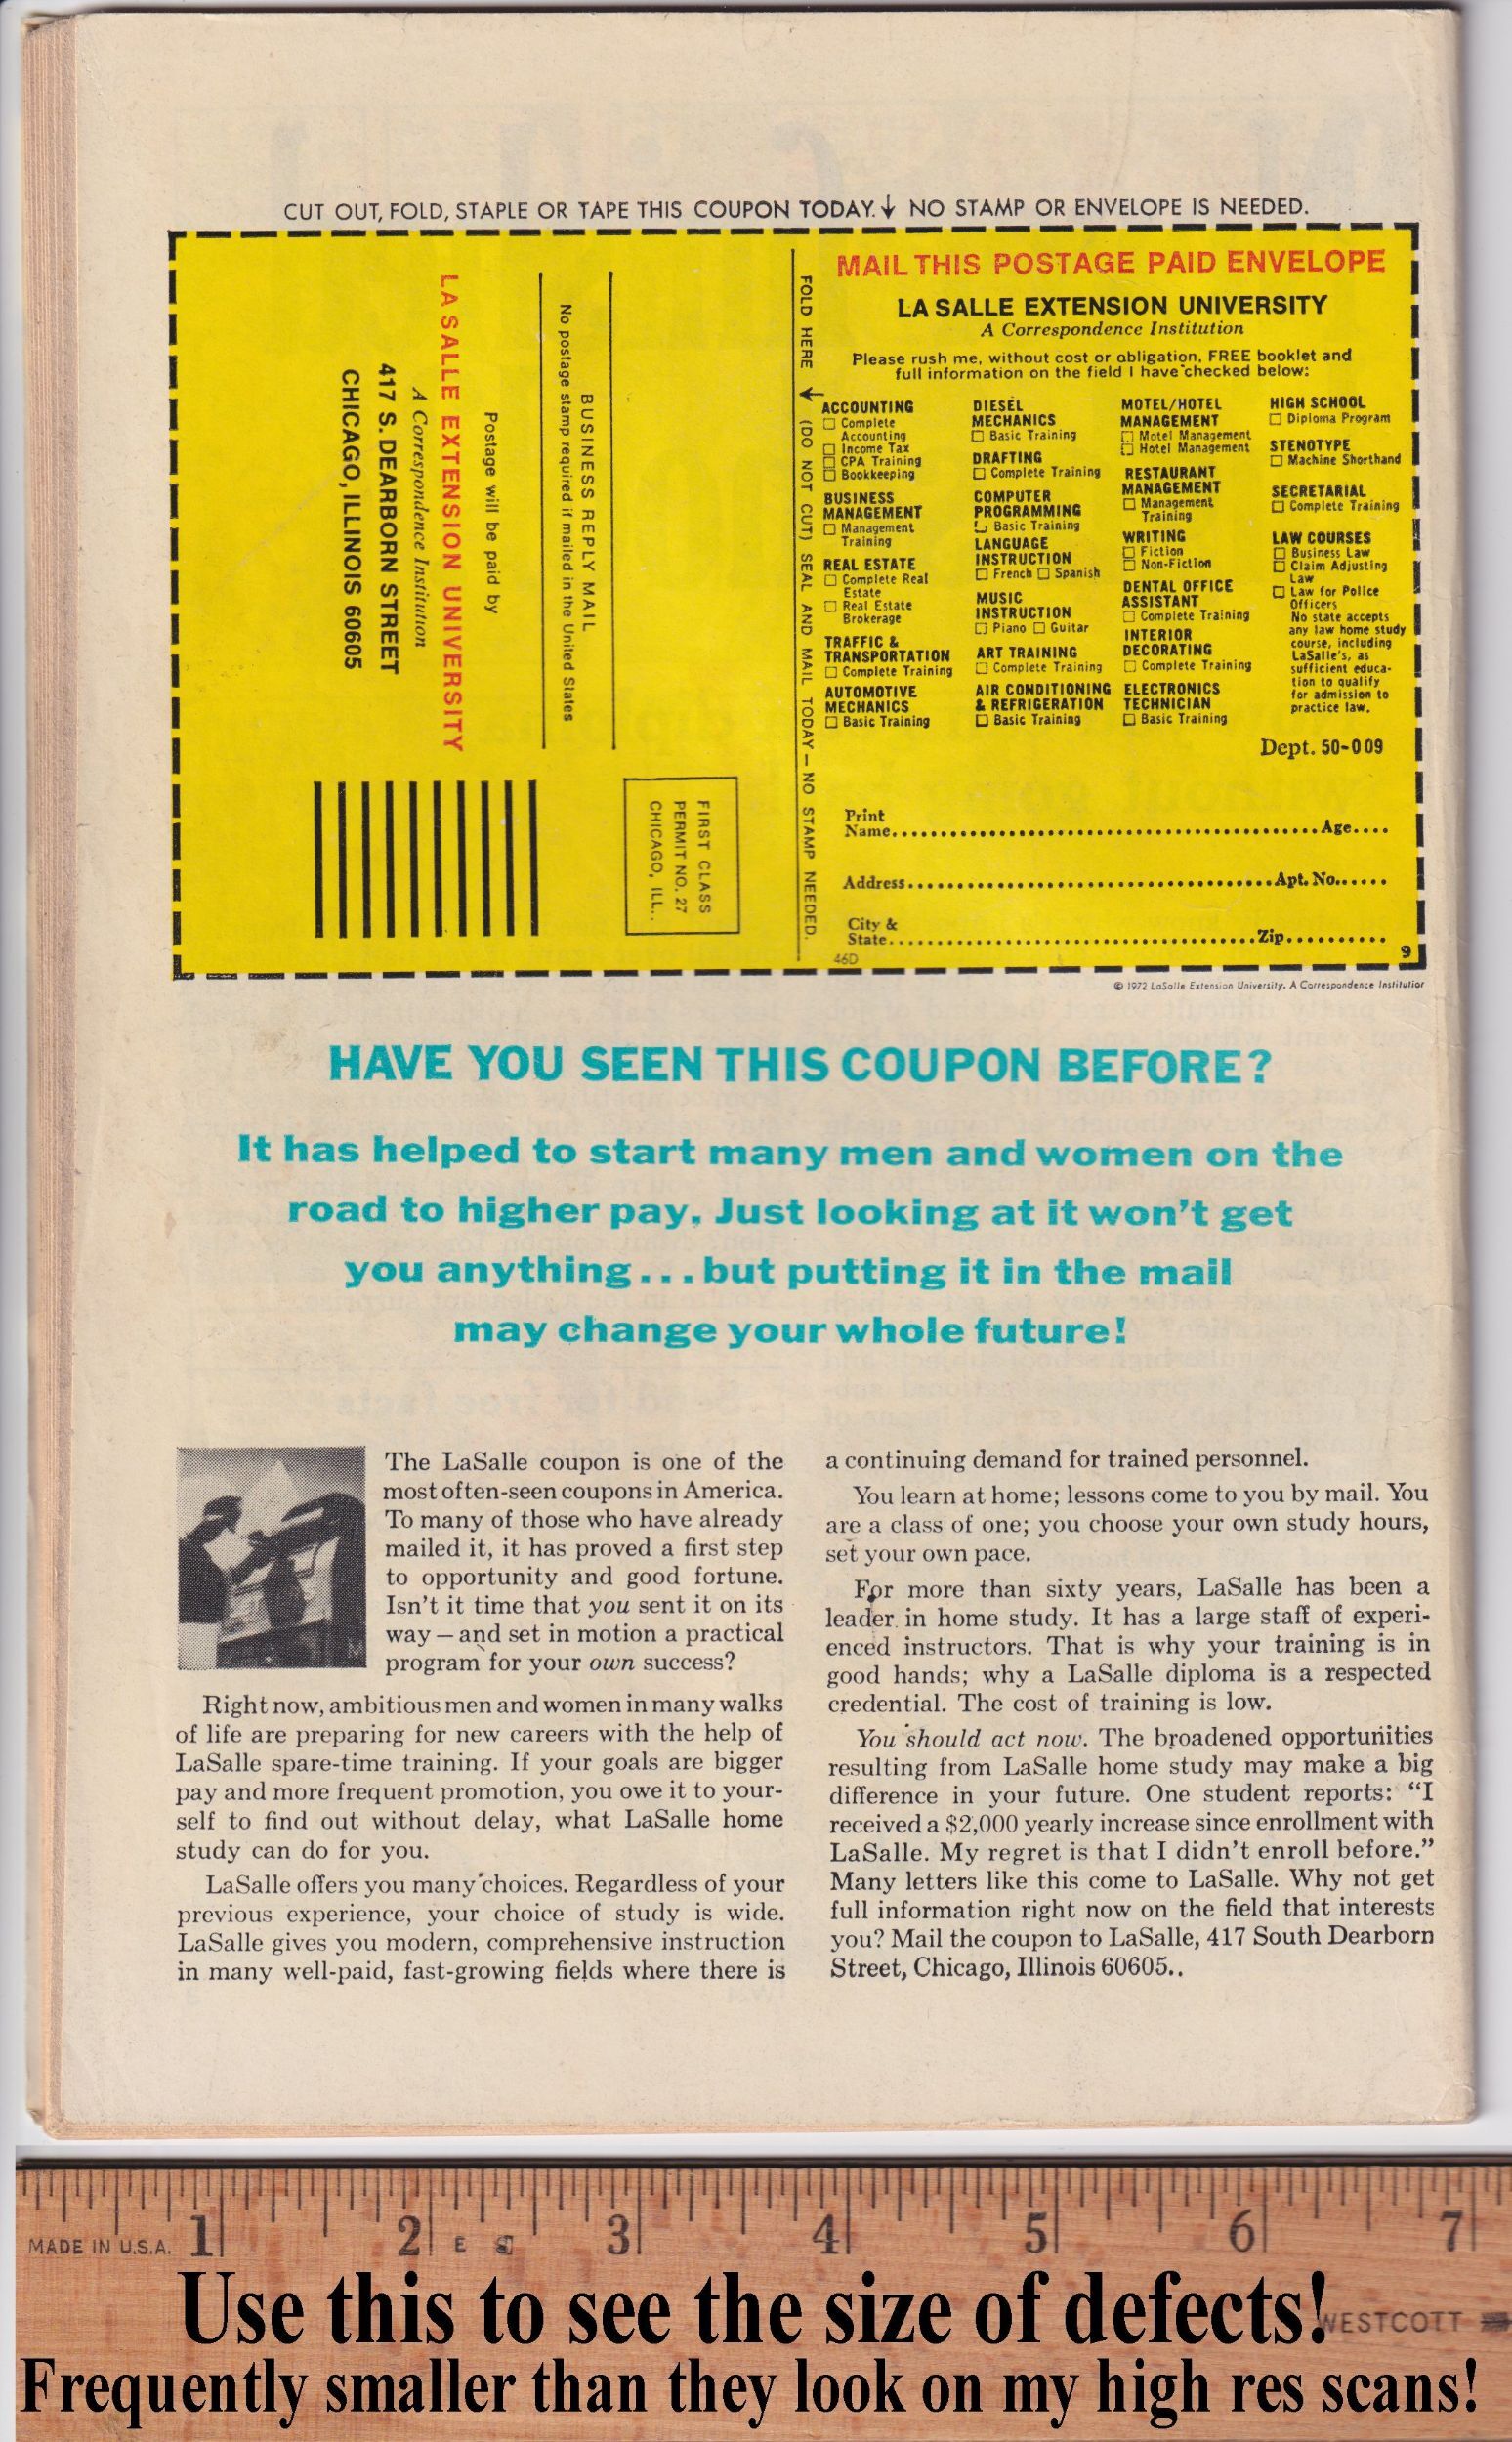 CUT OUT, FOLD, STAPLE OR TAPE THIS COUPON TODAY. ↓ NO STAMP OR ENVELOPE IS NEEDED.
LA SALLE EXTENSION UNIVERSITY
A Correspondence Institution
417 S. DEARBORN STREET
CHICAGO, ILLINOIS 60605
Postage will be paid by
No postage stamp required if mailed in the United States
BUSINESS REPLY MAIL
FIRST CLASS
PERMIT NO. 27
CHICAGO, ILL..
FOLD HERE ↓ (DO NOT CUT) SEAL AND MAIL TODAY — NO STAMP NEEDED.
MAIL THIS POSTAGE PAID ENVELOPE
LA SALLE EXTENSION UNIVERSITY
A Correspondence Institution
Please rush me, without cost or obligation, FREE booklet and
full information on the field I have checked below:
ACCOUNTING
☐ Complete
Accounting
☐ Income Tax
☐ CPA Training
☐ Bookkeeping
BUSINESS
MANAGEMENT
☐ Management
Training
REAL ESTATE
☐ Complete Real
Estate
☐ Real Estate
Brokerage
TRAFFIC &
TRANSPORTATION
☐ Complete Training
AUTOMOTIVE
MECHANICS
☐ Basic Training
DIESEL
MECHANICS
☐ Basic Training
DRAFTING
☐ Complete Training
COMPUTER
PROGRAMMING
☐ Basic Training
LANGUAGE
INSTRUCTION
☐ French ☐ Spanish
MUSIC
INSTRUCTION
☐ Piano ☐ Guitar
ART TRAINING
☐ Complete Training
AIR CONDITIONING
& REFRIGERATION
☐ Basic Training
MOTEL/HOTEL
MANAGEMENT
☐ Motel Management
☐ Hotel Management
RESTAURANT
MANAGEMENT
☐ Management
Training
WRITING
☐ Fiction
☐ Non-Fiction
DENTAL OFFICE
ASSISTANT
☐ Complete Training
INTERIOR
DECORATING
☐ Complete Training
ELECTRONICS
TECHNICIAN
☐ Basic Training
HIGH SCHOOL
☐ Diploma Program
STENOTYPE
☐ Machine Shorthand
SECRETARIAL
☐ Complete Training
LAW COURSES
☐ Business Law
☐ Claim Adjusting
Law
☐ Law for Police
Officers
No state accepts
any law home study
course, including
LaSalle's, as
sufficient educa-
tion to qualify
for admission to
practice law.
Dept. 50-009
Print
Name........Age....
Address........Apt. No......
City &
State........Zip..........
46D
9
© 1972 LaSalle Extension University. A Correspondence Institution
HAVE YOU SEEN THIS COUPON BEFORE?
It has helped to start many men and women on the
road to higher pay. Just looking at it won't get
you anything...but putting it in the mail
may change your whole future!
The LaSalle coupon is one of the
most often-seen coupons in America.
To many of those who have already
mailed it, it has proved a first step
to opportunity and good fortune.
Isn't it time that you sent it on its
way — and set in motion a practical
program for your own success?
Right now, ambitious men and women in many walks
of life are preparing for new careers with the help of
LaSalle spare-time training. If your goals are bigger
pay and more frequent promotion, you owe it to your-
self to find out without delay, what LaSalle home
study can do for you.
LaSalle offers you many choices. Regardless of your
previous experience, your choice of study is wide.
LaSalle gives you modern, comprehensive instruction
in many well-paid, fast-growing fields where there is
a continuing demand for trained personnel.
You learn at home; lessons come to you by mail. You
are a class of one; you choose your own study hours,
set your own pace.
For more than sixty years, LaSalle has been a
leader in home study. It has a large staff of experi-
enced instructors. That is why your training is in
good hands; why a LaSalle diploma is a respected
credential. The cost of training is low.
You should act now. The broadened opportunities
resulting from LaSalle home study may make a big
difference in your future. One student reports: "I
received a $2,000 yearly increase since enrollment with
LaSalle. My regret is that I didn't enroll before."
Many letters like this come to LaSalle. Why not get
full information right now on the field that interests
you? Mail the coupon to LaSalle, 417 South Dearborn
Street, Chicago, Illinois 60605..
MADE IN U.S.A. 1 2 3 4 5 6 7
WESTCOTT
Use this to see the size of defects!
Frequently smaller than they look on my high res scans!